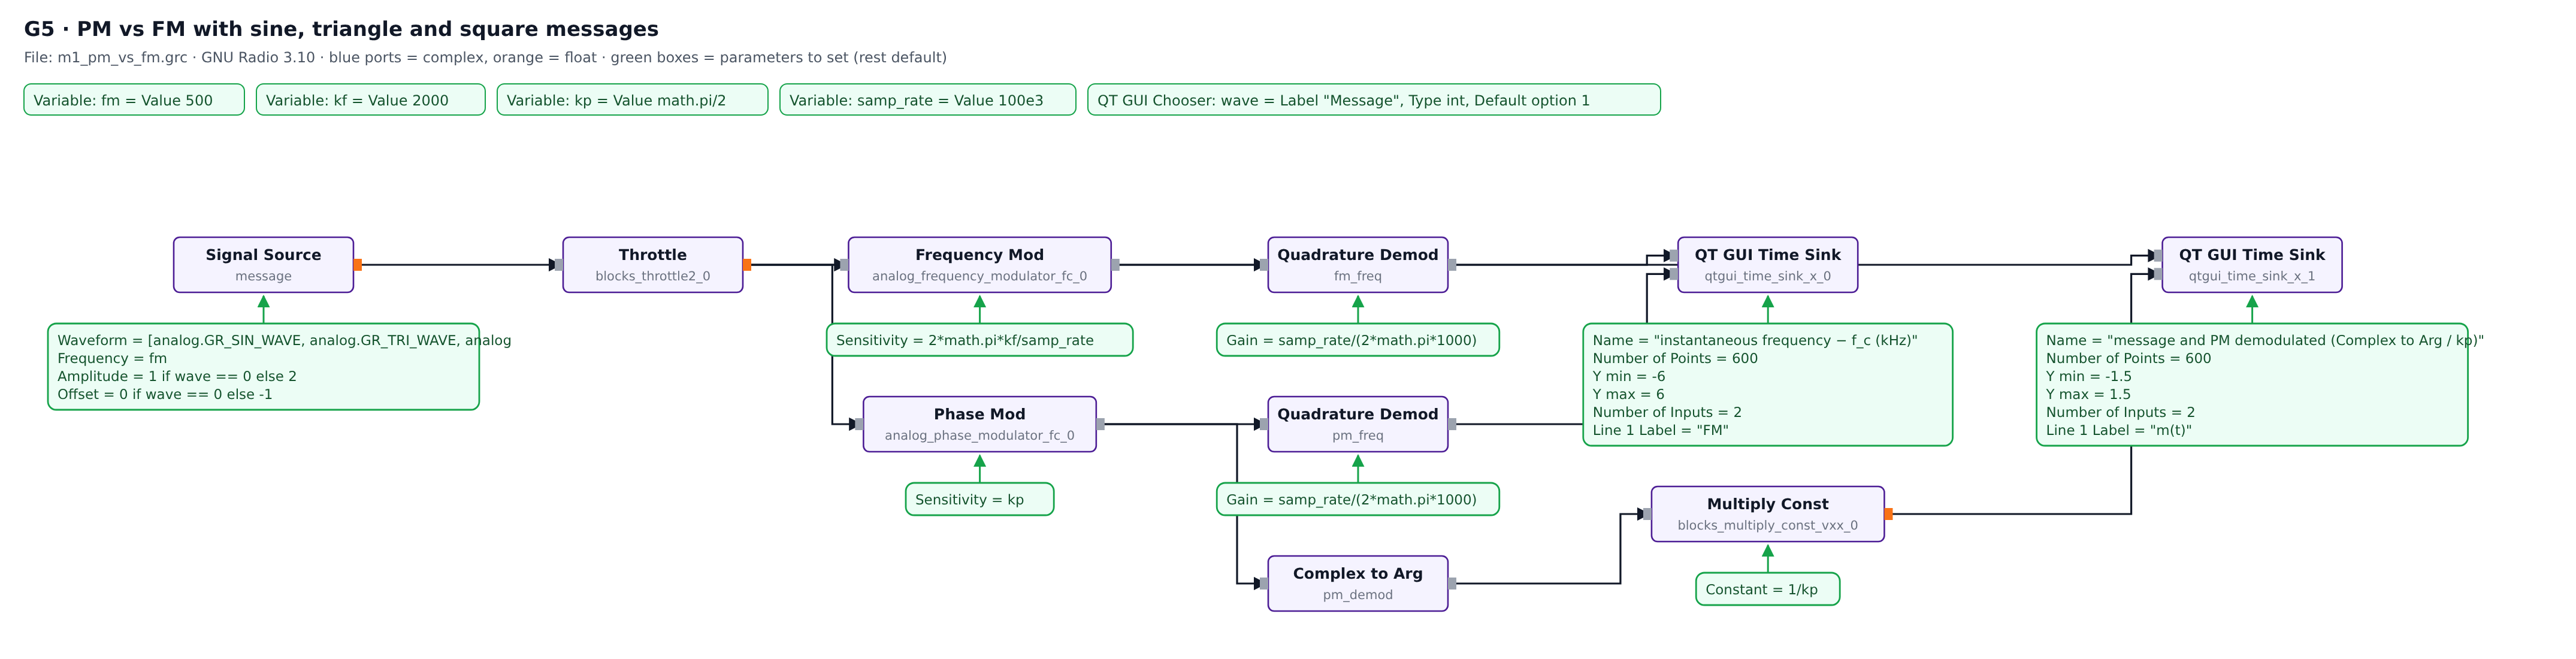 G5 · PM vs FM with sine, triangle and square messages
File: m1_pm_vs_fm.grc · GNU Radio 3.10 · blue ports = complex, orange = float · green boxes = parameters to set (rest default)
Variable: fm = Value 500
Variable: kf = Value 2000
Variable: kp = Value math.pi/2
Variable: samp_rate = Value 100e3
QT GUI Chooser: wave = Label "Message", Type int, Default option 1
Signal Source
message
Throttle
blocks_throttle2_0
Frequency Mod
analog_frequency_modulator_fc_0
Quadrature Demod
fm_freq
QT GUI Time Sink
qtgui_time_sink_x_0
QT GUI Time Sink
qtgui_time_sink_x_1
Waveform = [analog.GR_SIN_WAVE, analog.GR_TRI_WAVE, analog
Frequency = fm
Amplitude = 1 if wave == 0 else 2
Offset = 0 if wave == 0 else -1
Sensitivity = 2*math.pi*kf/samp_rate
Gain = samp_rate/(2*math.pi*1000)
Name = "instantaneous frequency − f_c (kHz)"
Number of Points = 600
Y min = -6
Y max = 6
Number of Inputs = 2
Line 1 Label = "FM"
Name = "message and PM demodulated (Complex to Arg / kp)"
Number of Points = 600
Y min = -1.5
Y max = 1.5
Number of Inputs = 2
Line 1 Label = "m(t)"
Phase Mod
analog_phase_modulator_fc_0
Quadrature Demod
pm_freq
Sensitivity = kp
Gain = samp_rate/(2*math.pi*1000)
Multiply Const
blocks_multiply_const_vxx_0
Complex to Arg
pm_demod
Constant = 1/kp